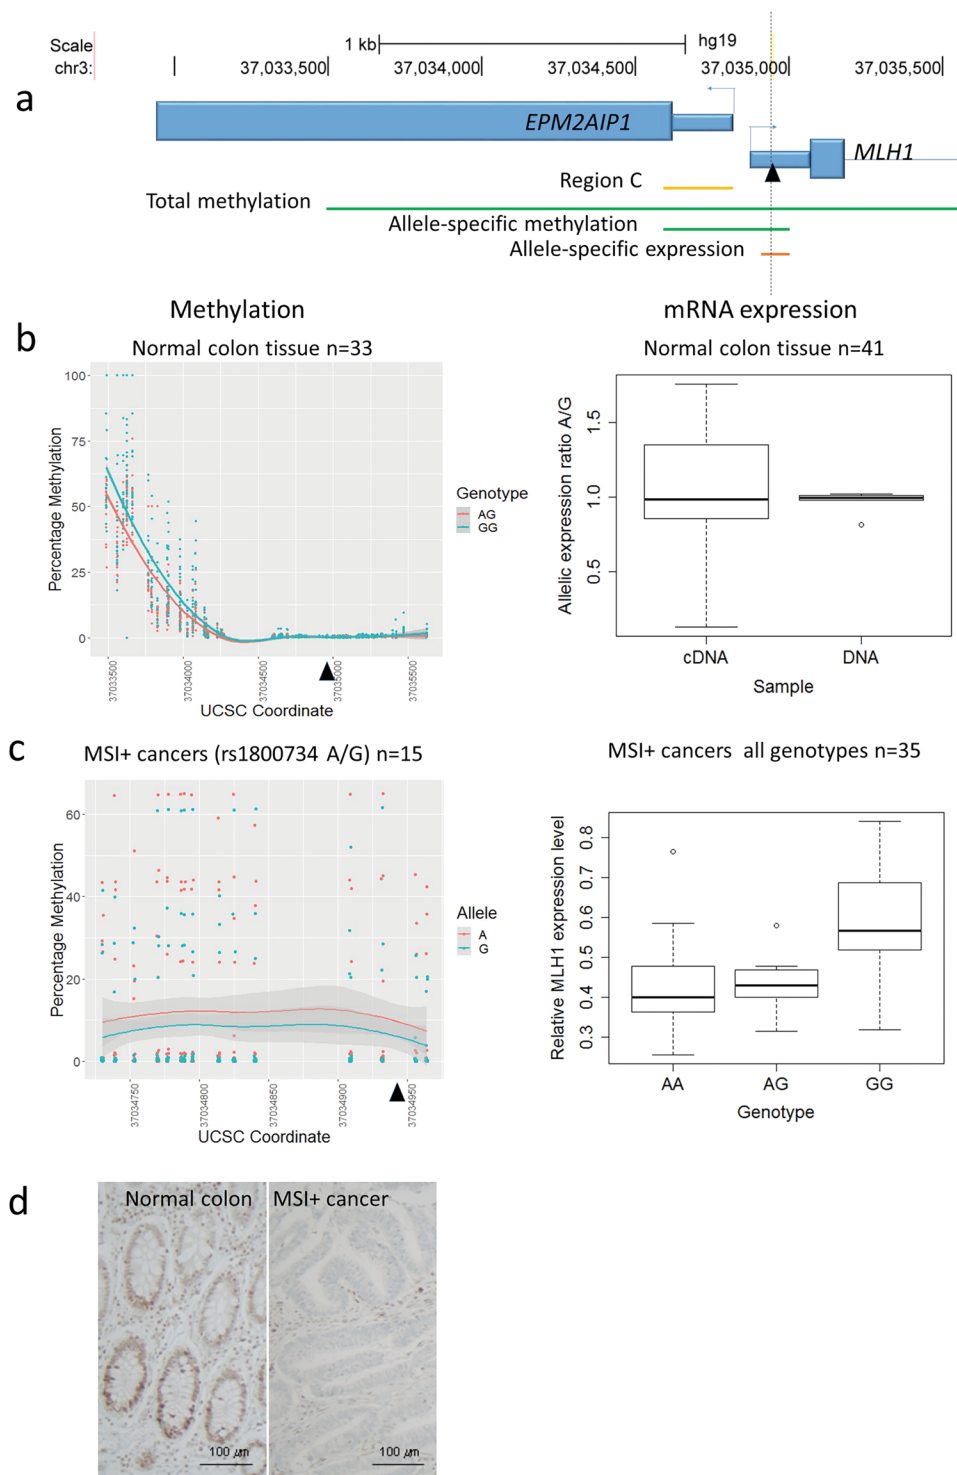 Scale 1 kb hg19
chr3: 37,033,500 37,034,000 37,034,500 37,035,000 37,035,500
a
EPM2AIP1
MLH1
Region C
Total methylation
Allele-specific methylation
Allele-specific expression
Methylation
mRNA expression
b
Normal colon tissue n=33
100
75
50
25
0
Percentage Methylation
37033500 37034000 37034500 37035000 37035500
UCSC Coordinate
Genotype
AG
GG
Normal colon tissue n=41
Allelic expression ratio A/G
1.5
1.0
0.5
cDNA DNA
Sample
c
MSI+ cancers (rs1800734 A/G) n=15
60
40
20
0
Percentage Methylation
37034750 37034800 37034850 37034900 37034950
UCSC Coordinate
Allele
A
G
MSI+ cancers all genotypes n=35
Relative MLH1 expression level
0.8
0.7
0.6
0.5
0.4
0.3
AA AG GG
Genotype
d
Normal colon
MSI+ cancer
100 µm
100 µm